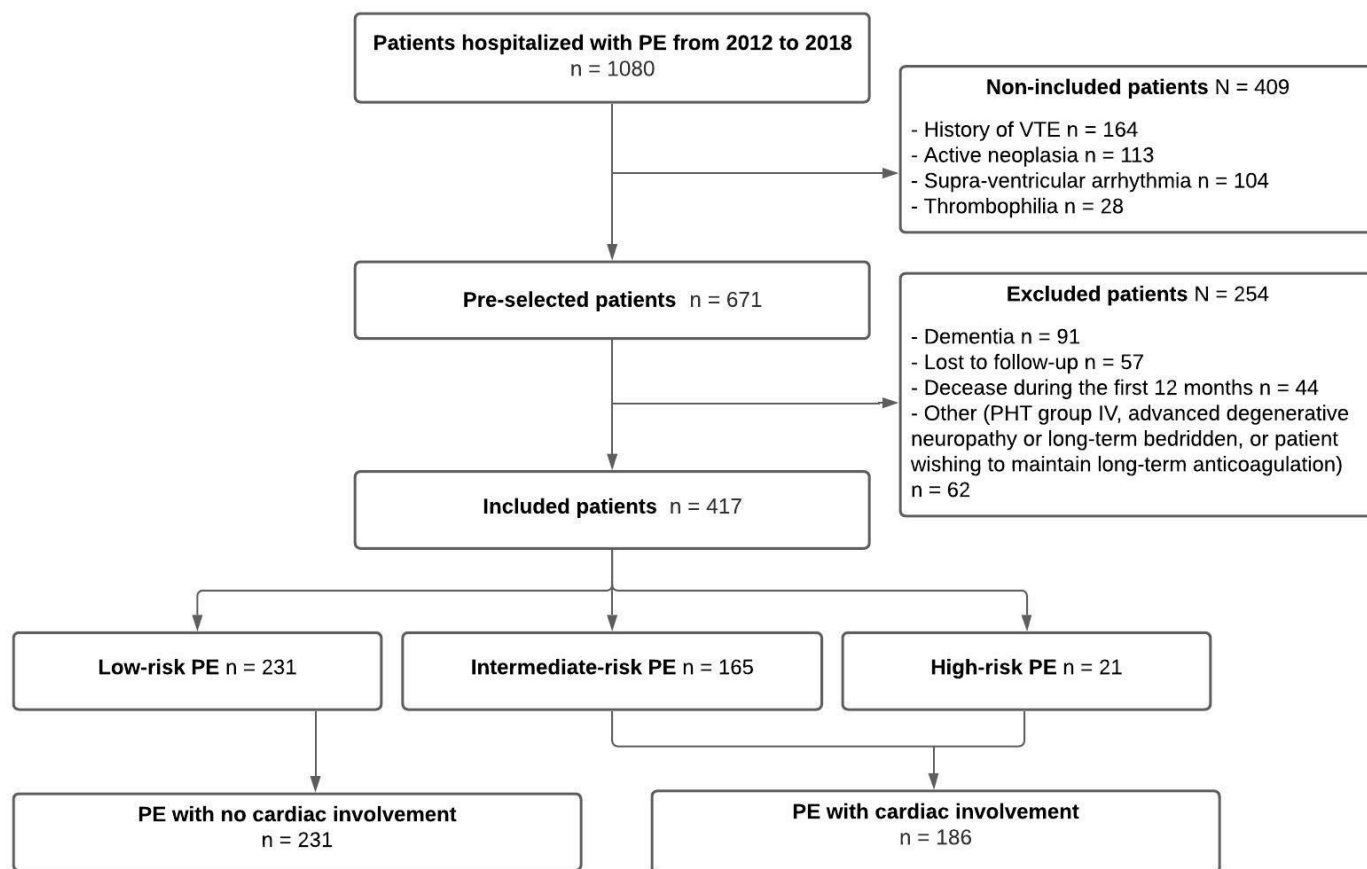 Patients hospitalized with PE from 2012 to 2018
n = 1080
Non-included patients N = 409
- History of VTE n = 164
- Active neoplasia n = 113
- Supra-ventricular arrhythmia n = 104
- Thrombophilia n = 28
Pre-selected patients n = 671
Excluded patients N = 254
- Dementia n = 91
- Lost to follow-up n = 57
- Decease during the first 12 months n = 44
- Other (PHT group IV, advanced degenerative
neuropathy or long-term bedridden, or patient
wishing to maintain long-term anticoagulation)
n = 62
Included patients n = 417
Low-risk PE n = 231
Intermediate-risk PE n = 165
High-risk PE n = 21
PE with no cardiac involvement
n = 231
PE with cardiac involvement
n = 186